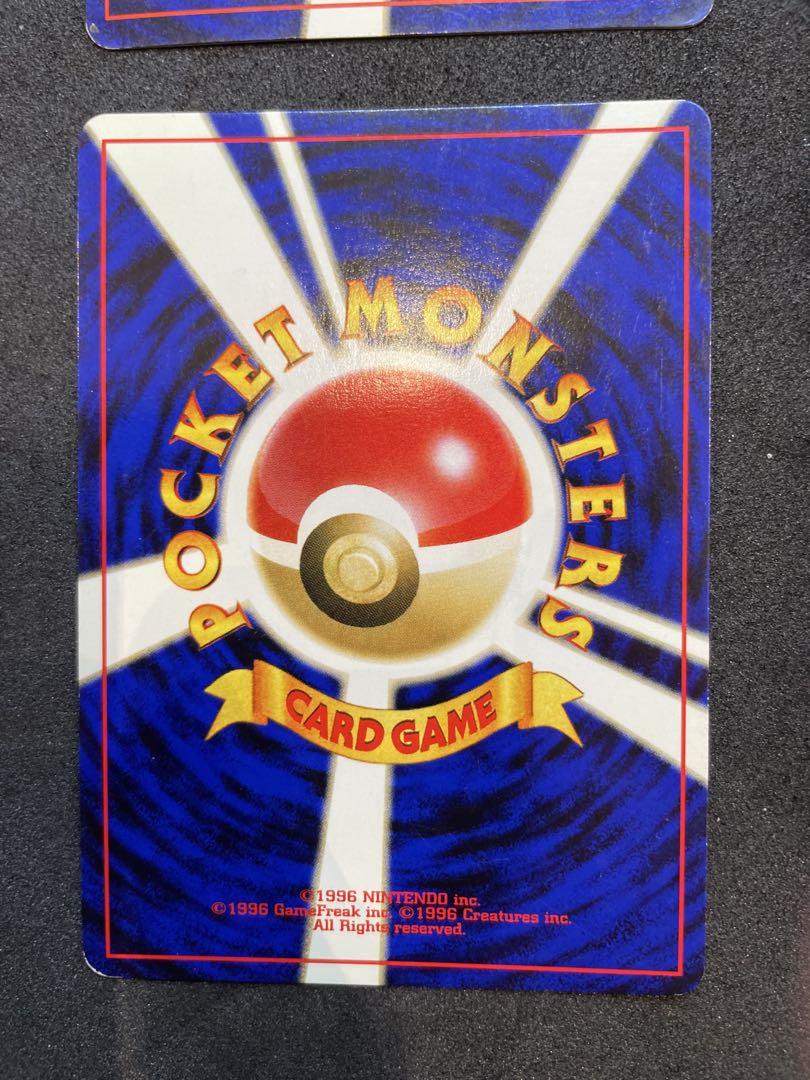 POCKET MONSTERS
CARD GAME
©1996 NINTENDO inc.
©1996 GameFreak inc. ©1996 Creatures inc.
All Rights reserved.